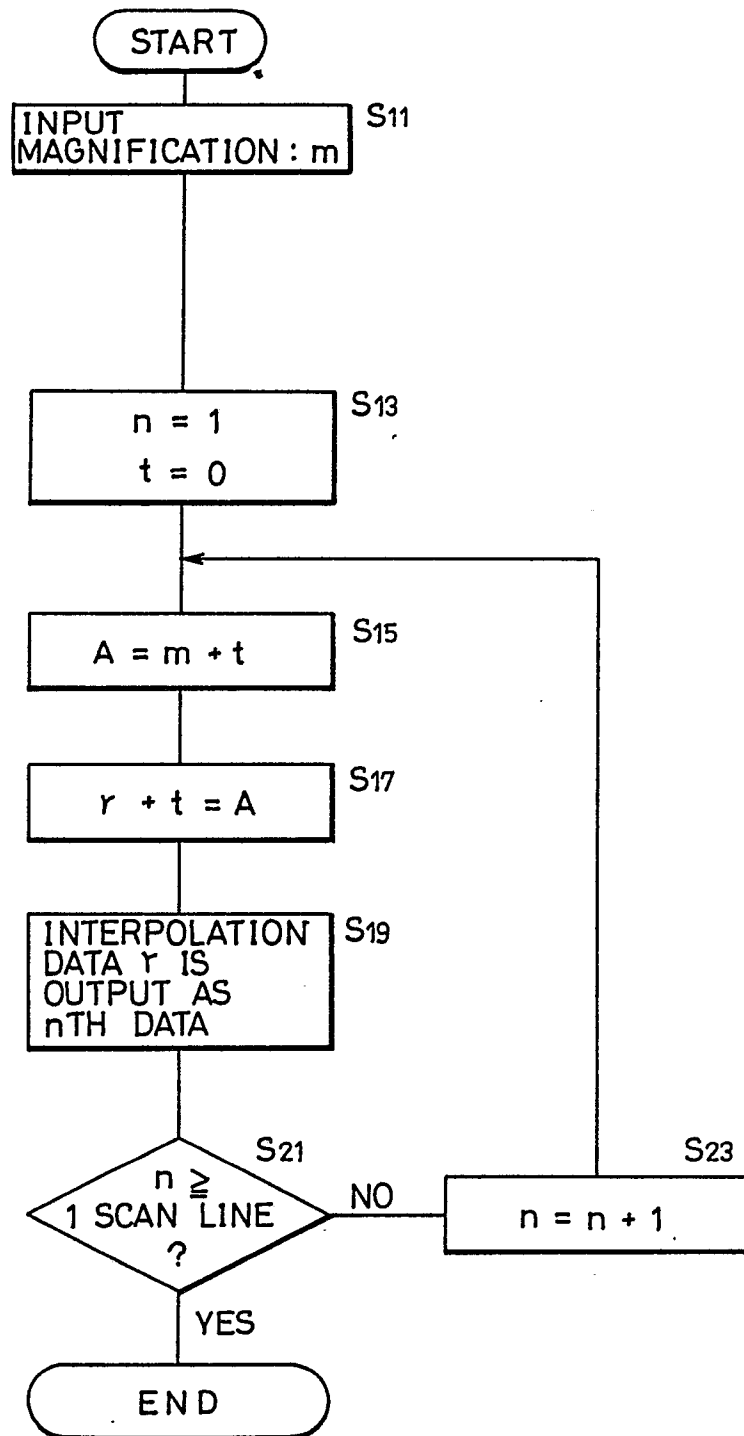 START
S11
INPUT
MAGNIFICATION : m
S13
n = 1
t = 0
S15
A = m + t
S17
r + t = A
S19
INTERPOLATION
DATA r IS
OUTPUT AS
nTH DATA
S21
n ≧
1 SCAN LINE
?
NO
S23
n = n + 1
YES
END